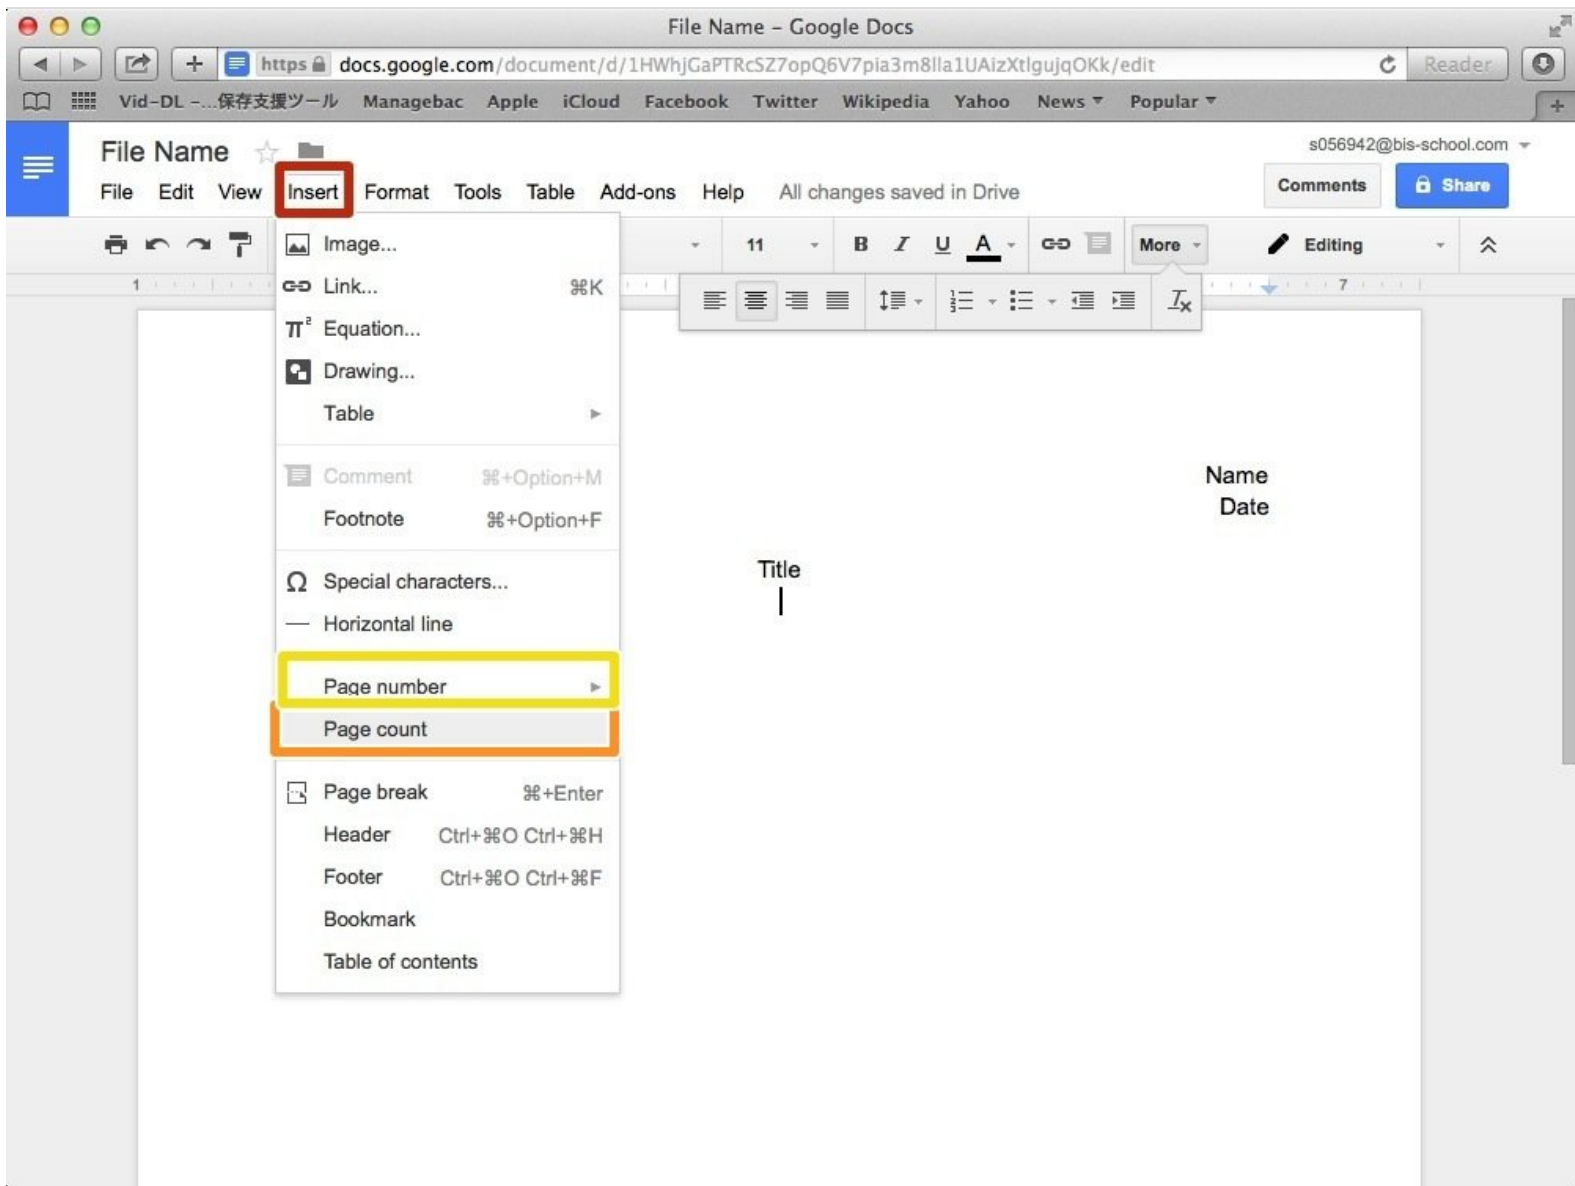 File Name – Google Docs
https docs.google.com/document/d/1HWhjGaPTRcSZ7opQ6V7pia3m8lla1UAizXtlgujqOKk/edit Reader
Vid-DL -...保存支援ツール Managebac Apple iCloud Facebook Twitter Wikipedia Yahoo News Popular
File Name
s056942@bis-school.com
File Edit View Insert Format Tools Table Add-ons Help All changes saved in Drive
Comments Share
11 B I U A More Editing
1 7
Image...
Link... ⌘K
Equation...
Drawing...
Table
Comment ⌘+Option+M
Footnote ⌘+Option+F
Special characters...
Horizontal line
Page number
Page count
Page break ⌘+Enter
Header Ctrl+⌘O Ctrl+⌘H
Footer Ctrl+⌘O Ctrl+⌘F
Bookmark
Table of contents
Name
Date
Title